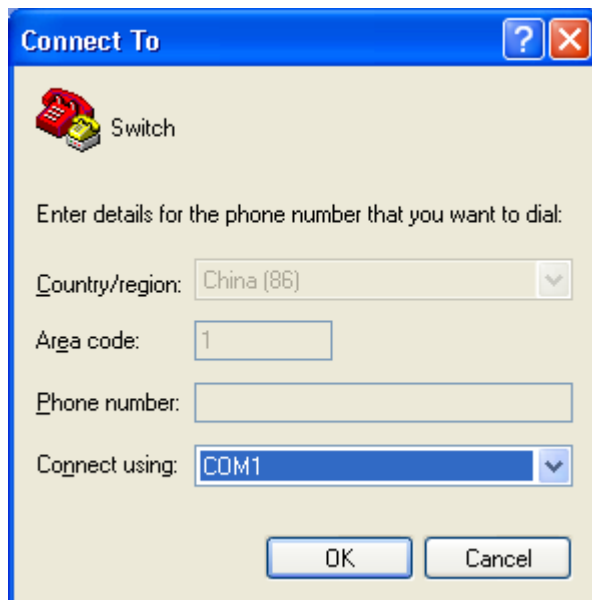 Connect To
Switch
Enter details for the phone number that you want to dial:
Country/region: China (86)
Area code: 1
Phone number:
Connect using: COM1
OK Cancel